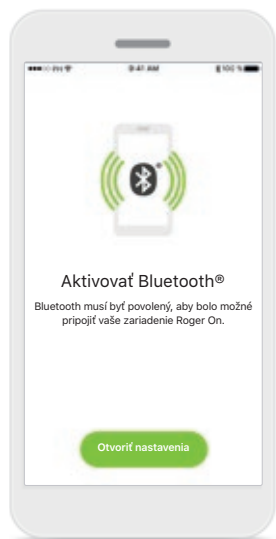 9:41 AM
100 %
Aktivovať Bluetooth®
Bluetooth musí byť povolený, aby bolo možné
pripojiť vaše zariadenie Roger On.
Otvoriť nastavenia